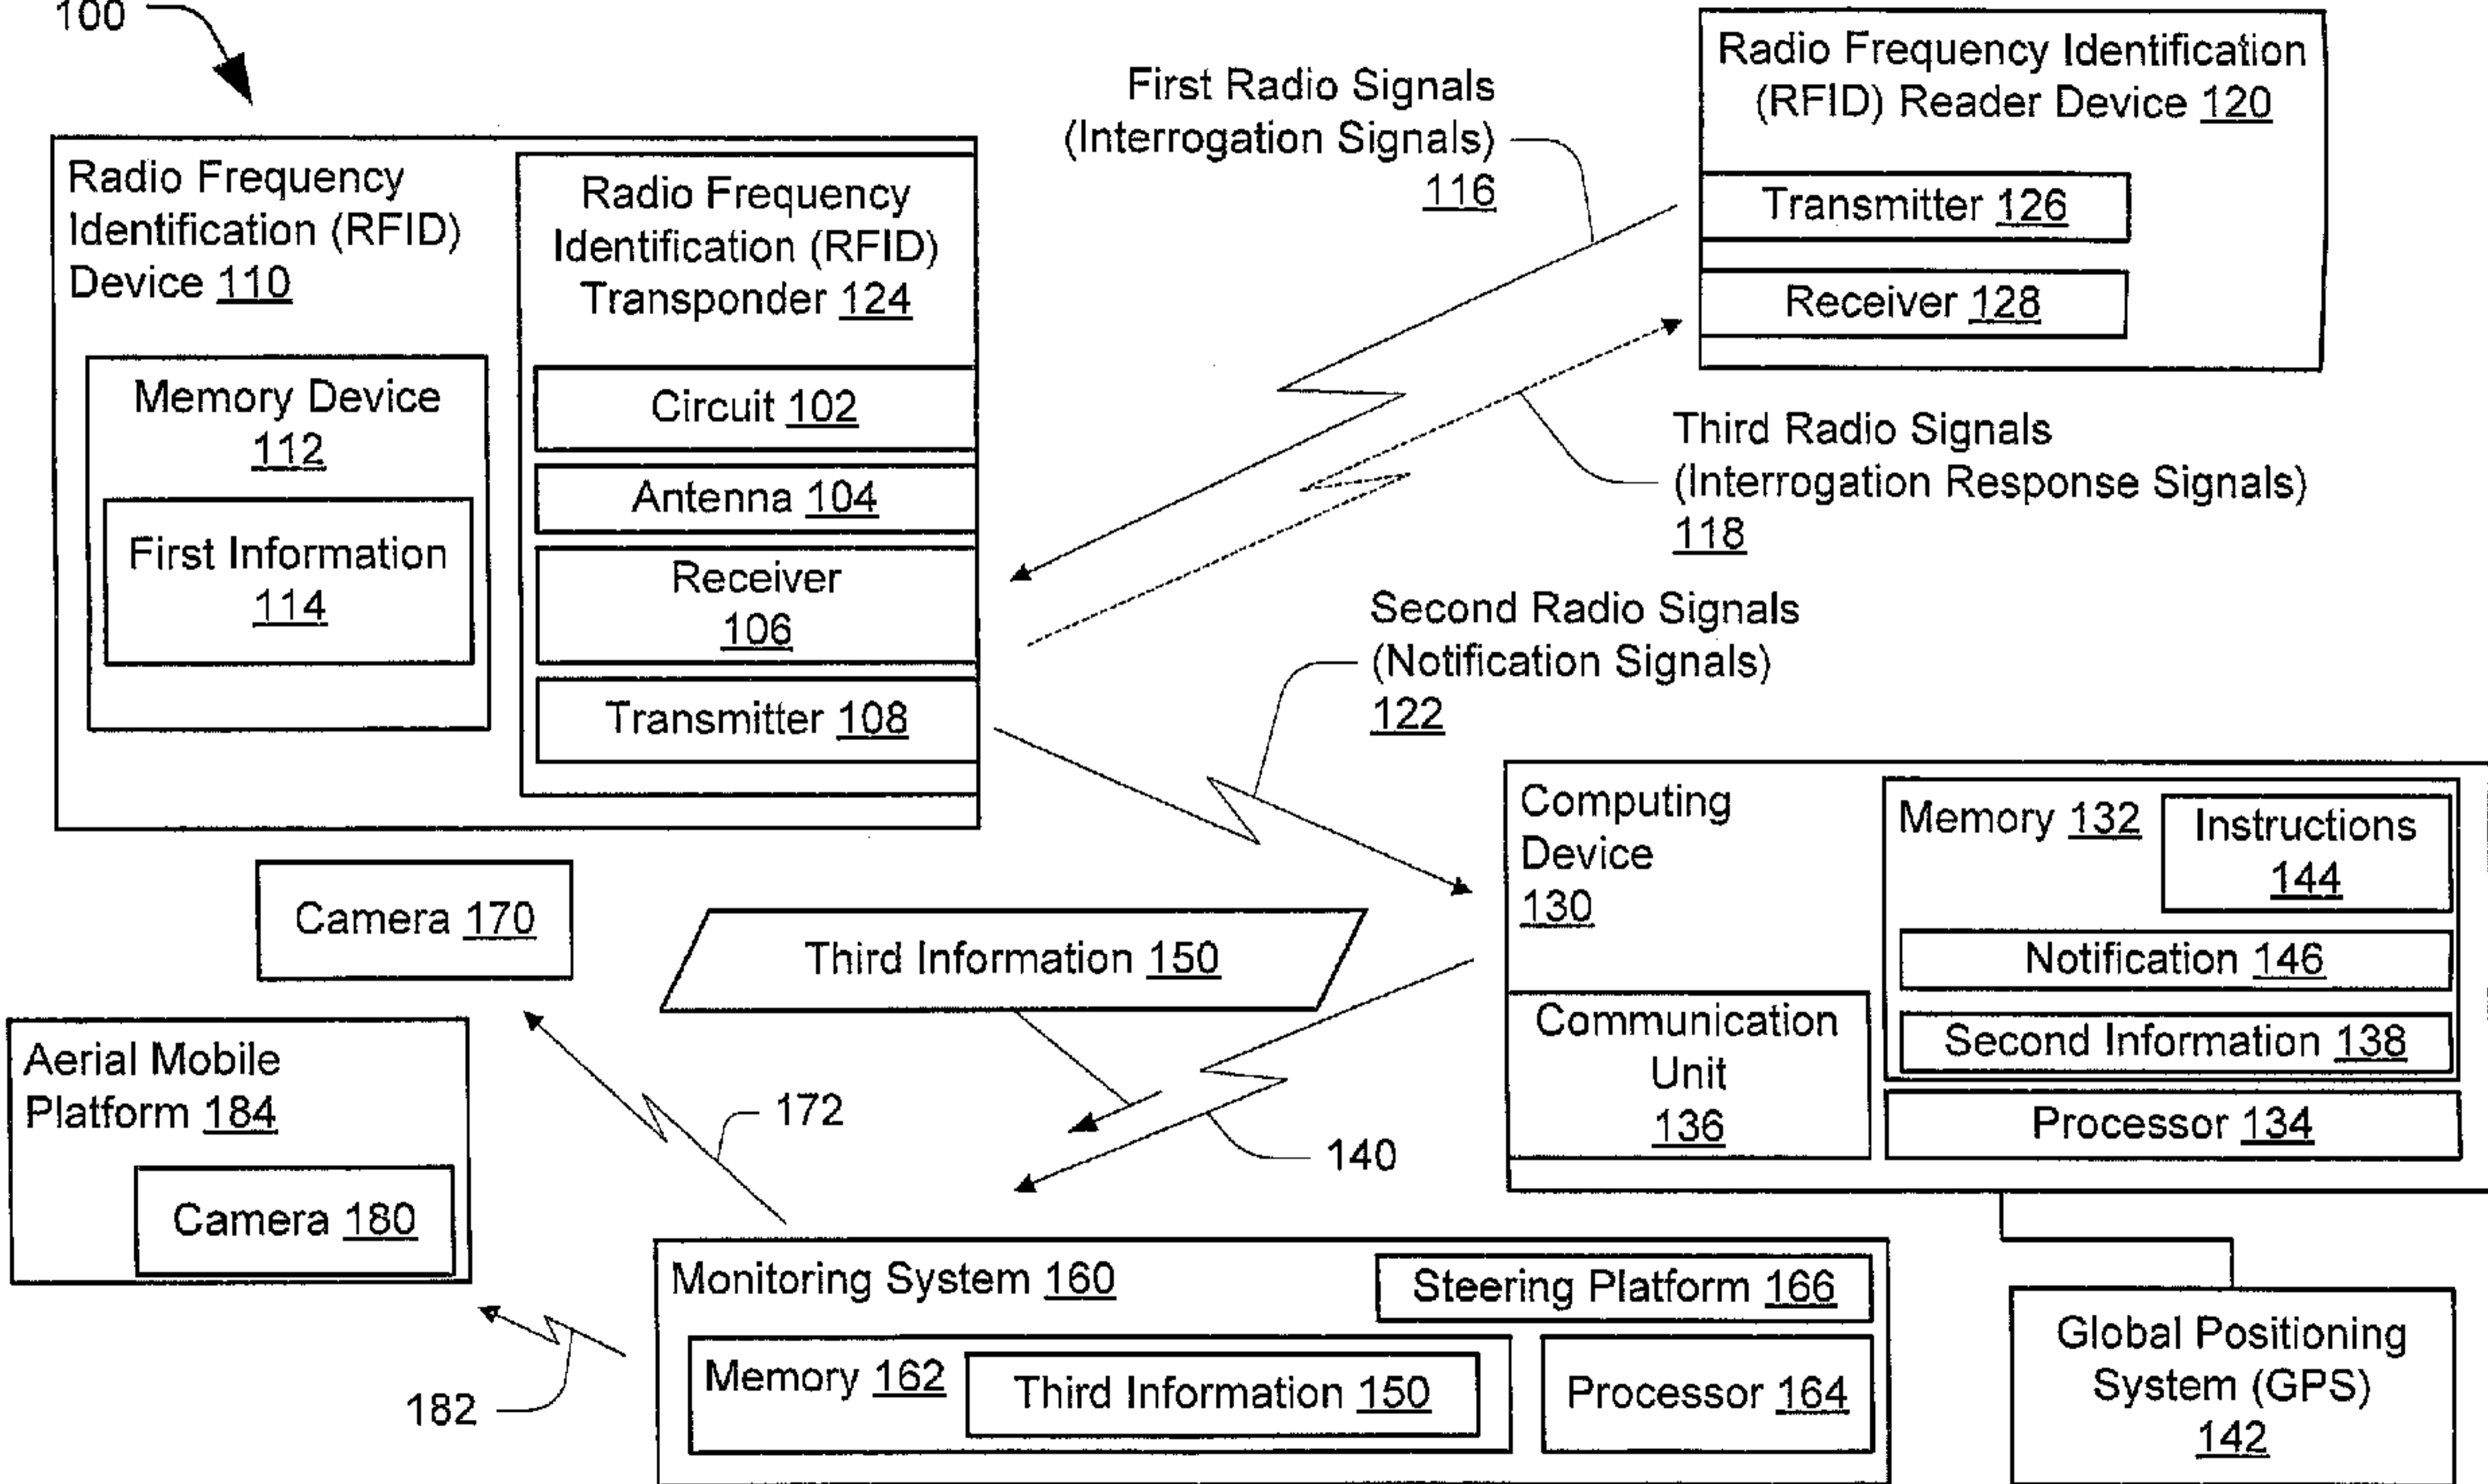 100
Radio Frequency
Identification (RFID)
Device 110
Memory Device
112
First Information
114
Radio Frequency
Identification (RFID)
Transponder 124
Circuit 102
Antenna 104
Receiver
106
Transmitter 108
First Radio Signals
(Interrogation Signals)
116
Radio Frequency Identification
(RFID) Reader Device 120
Transmitter 126
Receiver 128
Third Radio Signals
(Interrogation Response Signals)
118
Second Radio Signals
(Notification Signals)
122
Computing
Device
130
Memory 132
Instructions
144
Notification 146
Second Information 138
Communication
Unit
136
Processor 134
Camera 170
Third Information 150
Aerial Mobile
Platform 184
Camera 180
172
140
182
Monitoring System 160
Steering Platform 166
Memory 162
Third Information 150
Processor 164
Global Positioning
System (GPS)
142